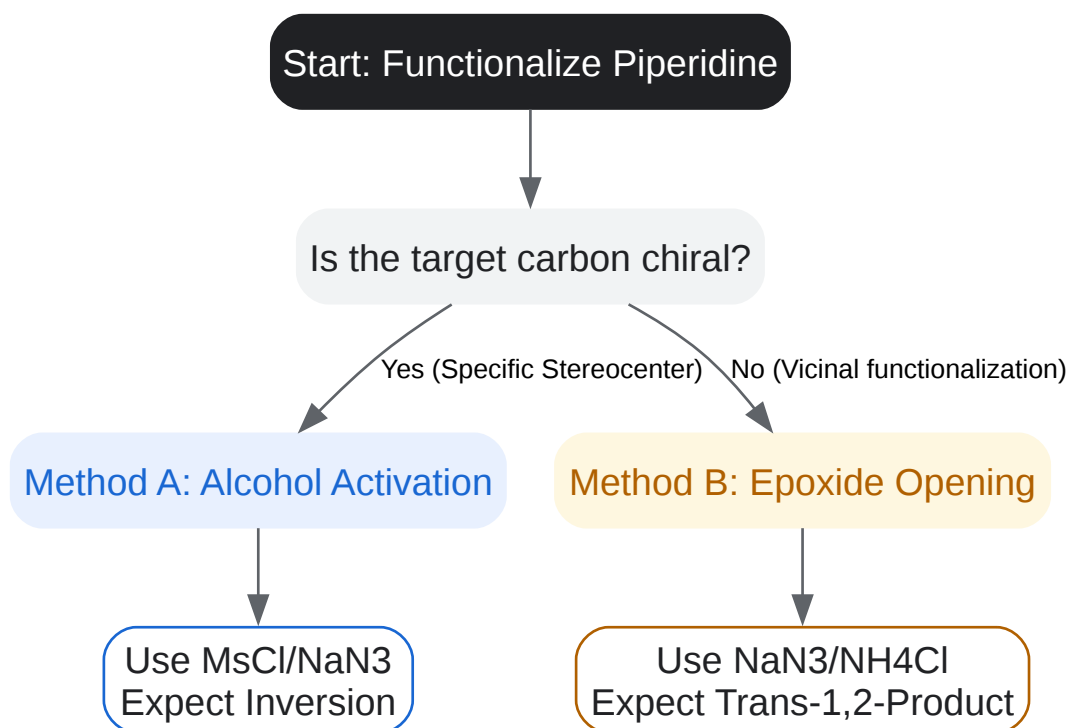 Start: Functionalize Piperidine
Is the target carbon chiral?
Yes (Specific Stereocenter)
No (Vicinal functionalization)
Method A: Alcohol Activation
Method B: Epoxide Opening
Use MsCl/NaN3
Expect Inversion
Use NaN3/NH4Cl
Expect Trans-1,2-Product